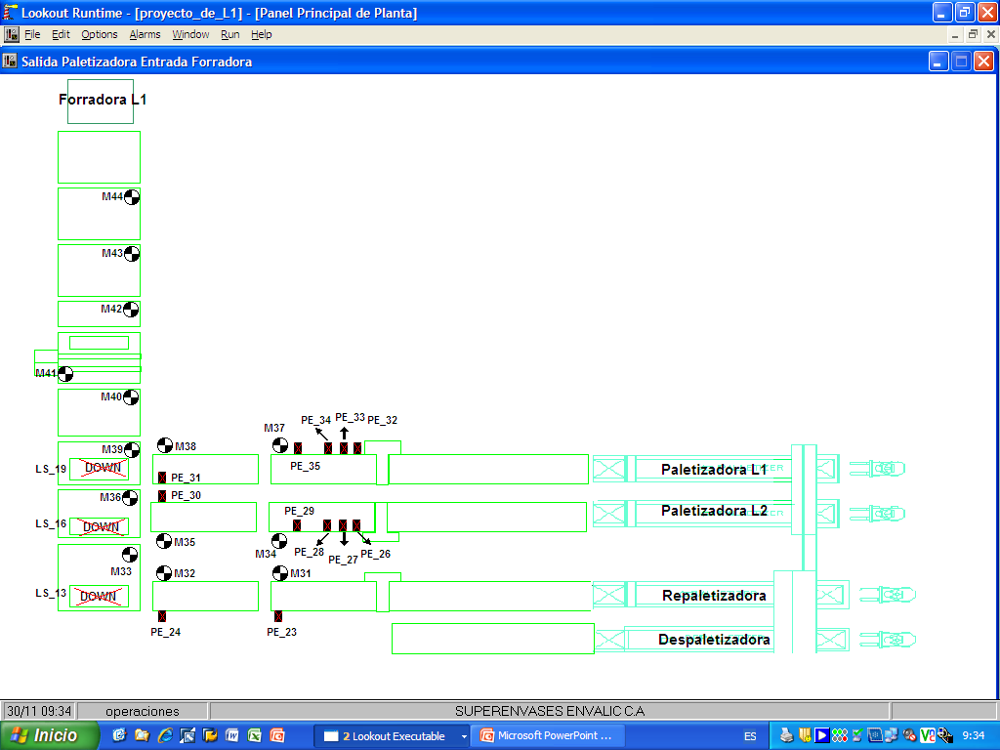 Lookout Runtime - [proyecto_de_L1] - [Panel Principal de Planta]
File Edit Options Alarms Window Run Help
Salida Paletizadora Entrada Forradora
Forradora L1
M44
M43
M42
M41
M40
M37 PE_34 PE_33 PE_32
M39 M38
LS_19 DOWN PE_31 PE_35 Paletizadora L1
M36 PE_30
LS_16 DOWN PE_29 Paletizadora L2
M35
M33 M34 PE_28 PE_27 PE_26
M32 M31
LS_13 DOWN Repaletizadora
PE_24 PE_23
Despaletizadora
30/11 09:34 operaciones SUPERENVASES ENVALIC C.A
Inicio 2 Lookout Executable Microsoft PowerPoint ... ES 9:34